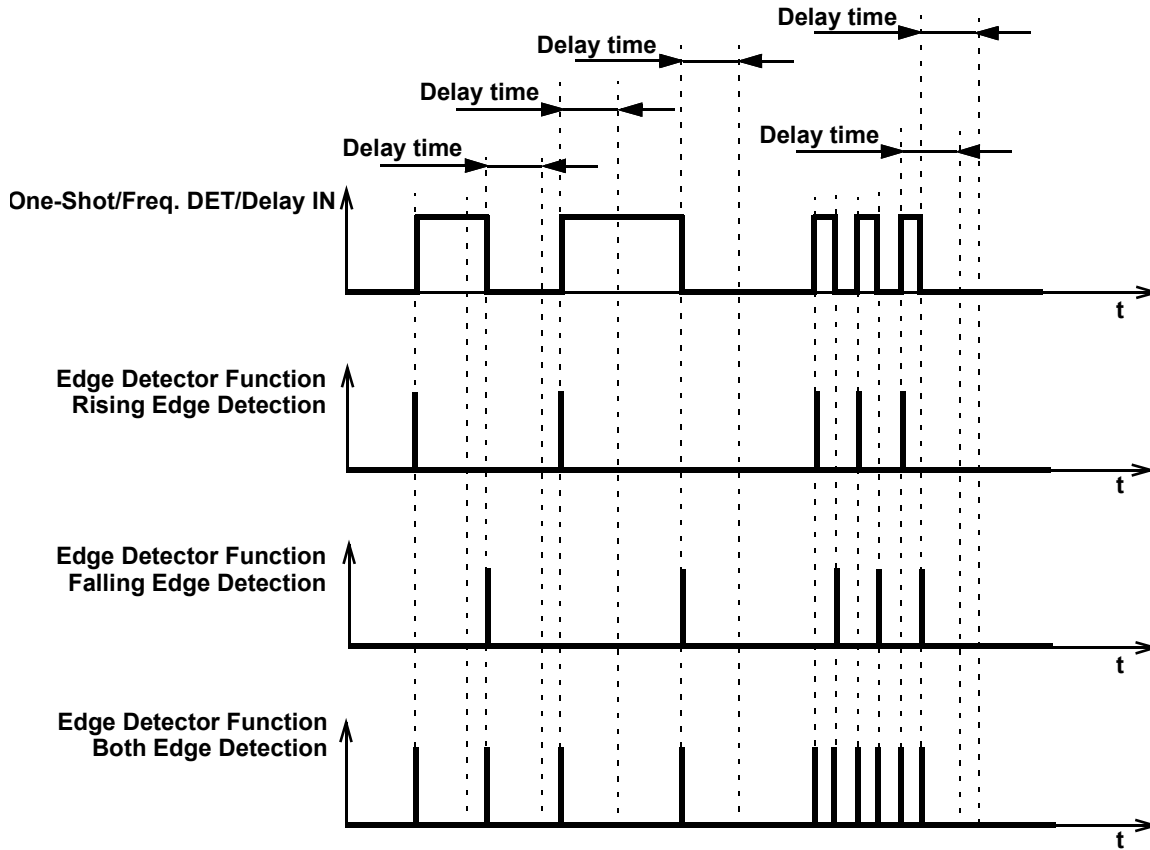 Delay time
Delay time
Delay time
Delay time
Delay time
One-Shot/Freq. DET/Delay IN
t
Edge Detector Function
Rising Edge Detection
t
Edge Detector Function
Falling Edge Detection
t
Edge Detector Function
Both Edge Detection
t